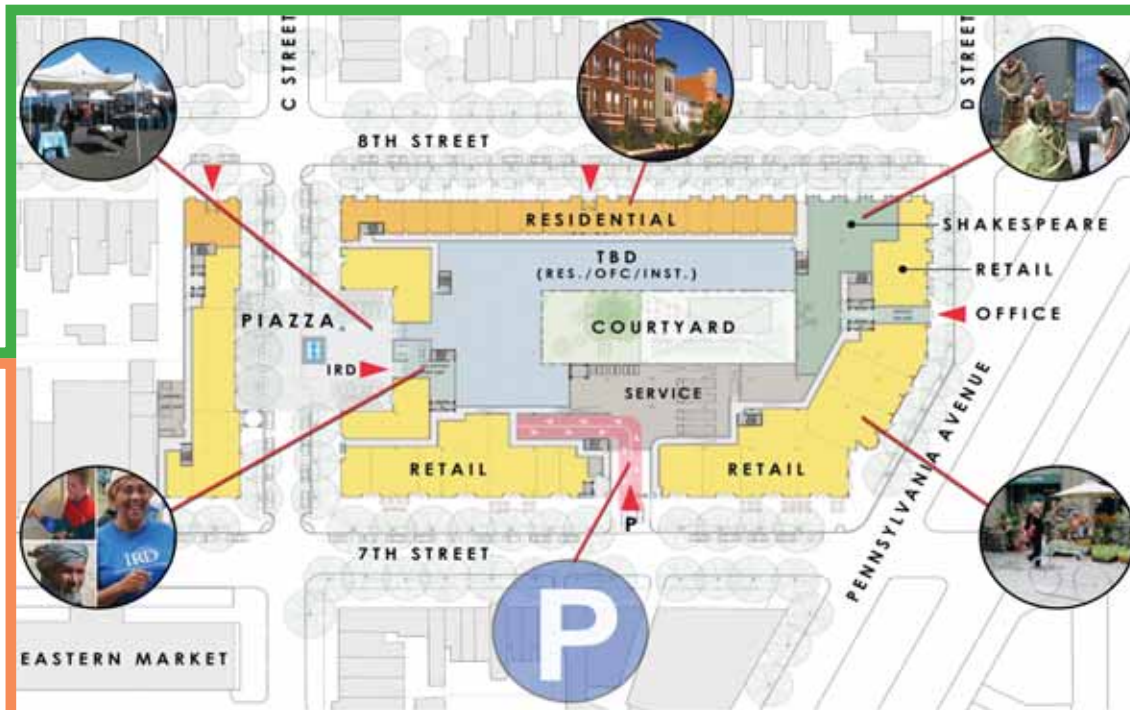 C STREET
D STREET
8TH STREET
RESIDENTIAL
SHAKESPEARE
TBD
(RES./OFC/INST.)
RETAIL
PIAZZA
COURTYARD
OFFICE
IRD
SERVICE
RETAIL
RETAIL
PENNSYLVANIA AVENUE
P
IRD
7TH STREET
P
EASTERN MARKET